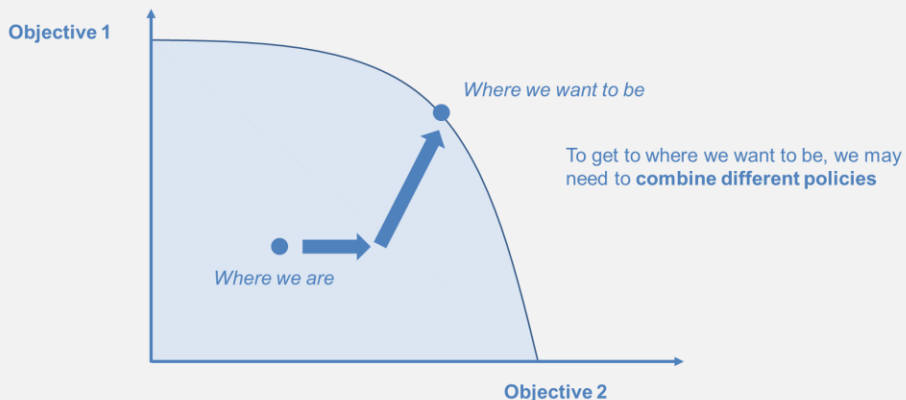 Objective 1
Where we want to be
To get to where we want to be, we may
need to combine different policies
Where we are
Objective 2